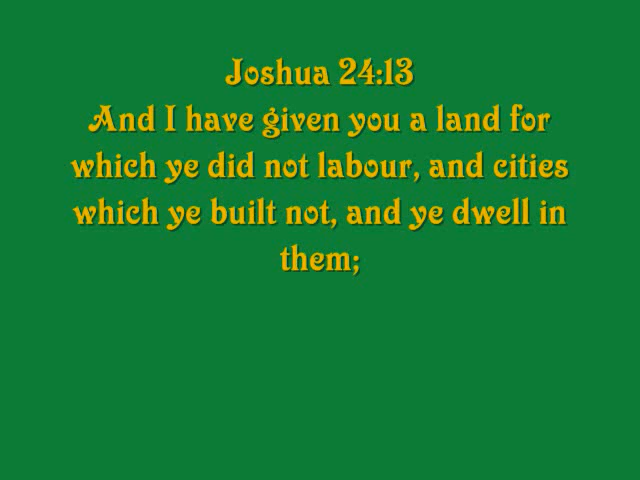 Joshua 24:13
And I have given you a land for
which ye did not labour, and cities
which ye built not, and ye dwell in
them;